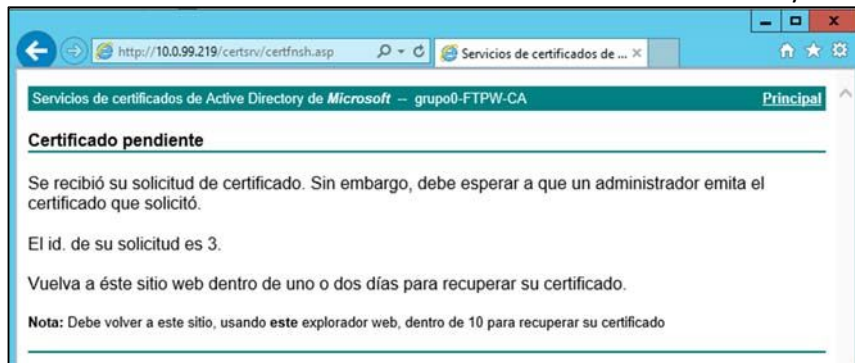 http://10.0.99.219/certsrv/certfnsh.asp
Servicios de certificados de ...
Servicios de certificados de Active Directory de Microsoft -- grupo0-FTPW-CA
Principal
Certificado pendiente
Se recibió su solicitud de certificado. Sin embargo, debe esperar a que un administrador emita el
certificado que solicitó.
El id. de su solicitud es 3.
Vuelva a éste sitio web dentro de uno o dos días para recuperar su certificado.
Nota: Debe volver a este sitio, usando este explorador web, dentro de 10 para recuperar su certificado